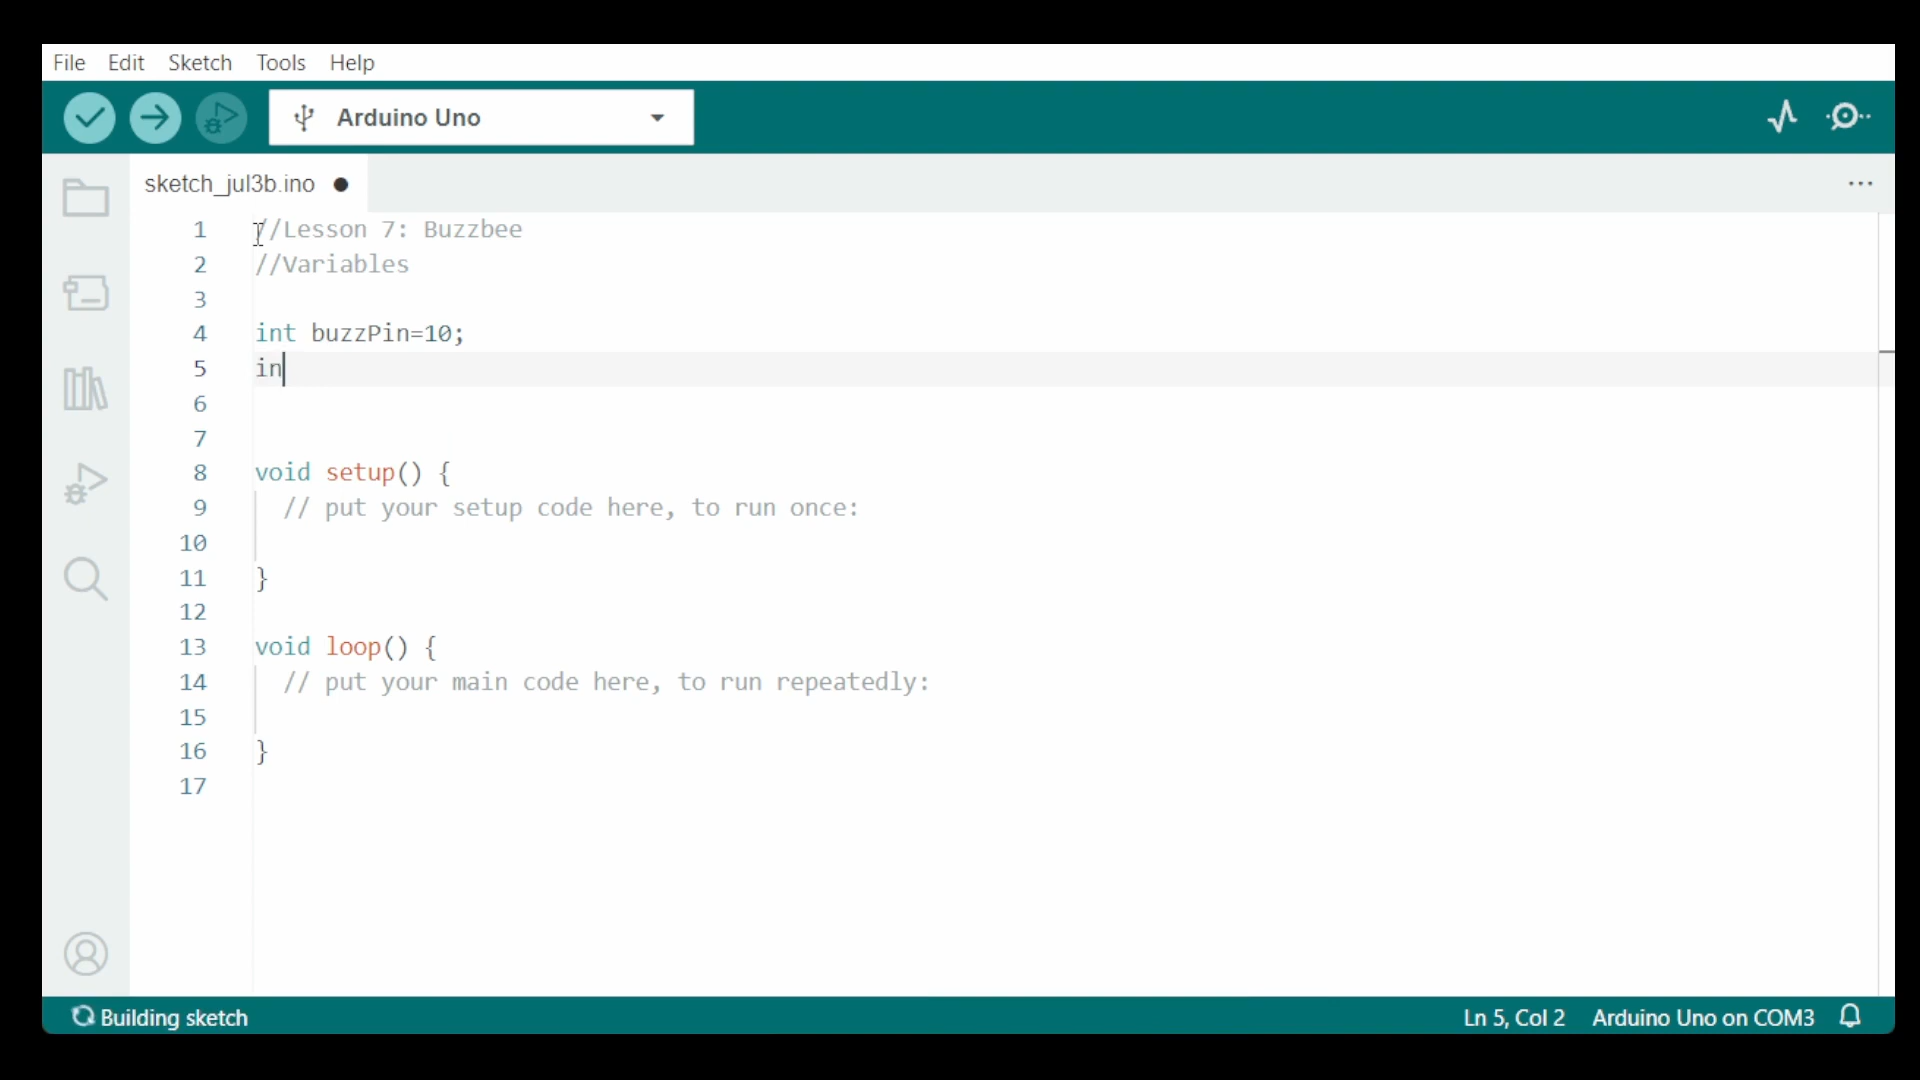 File Edit Sketch Tools Help
Arduino Uno
sketch_jul3b.ino
1 //Lesson 7: Buzzbee
2 //Variables
3
4 int buzzPin=10;
5 in
6
7
8 void setup() {
9 // put your setup code here, to run once:
10
11 }
12
13 void loop() {
14 // put your main code here, to run repeatedly:
15
16 }
17
Building sketch Ln 5, Col 2 Arduino Uno on COM3